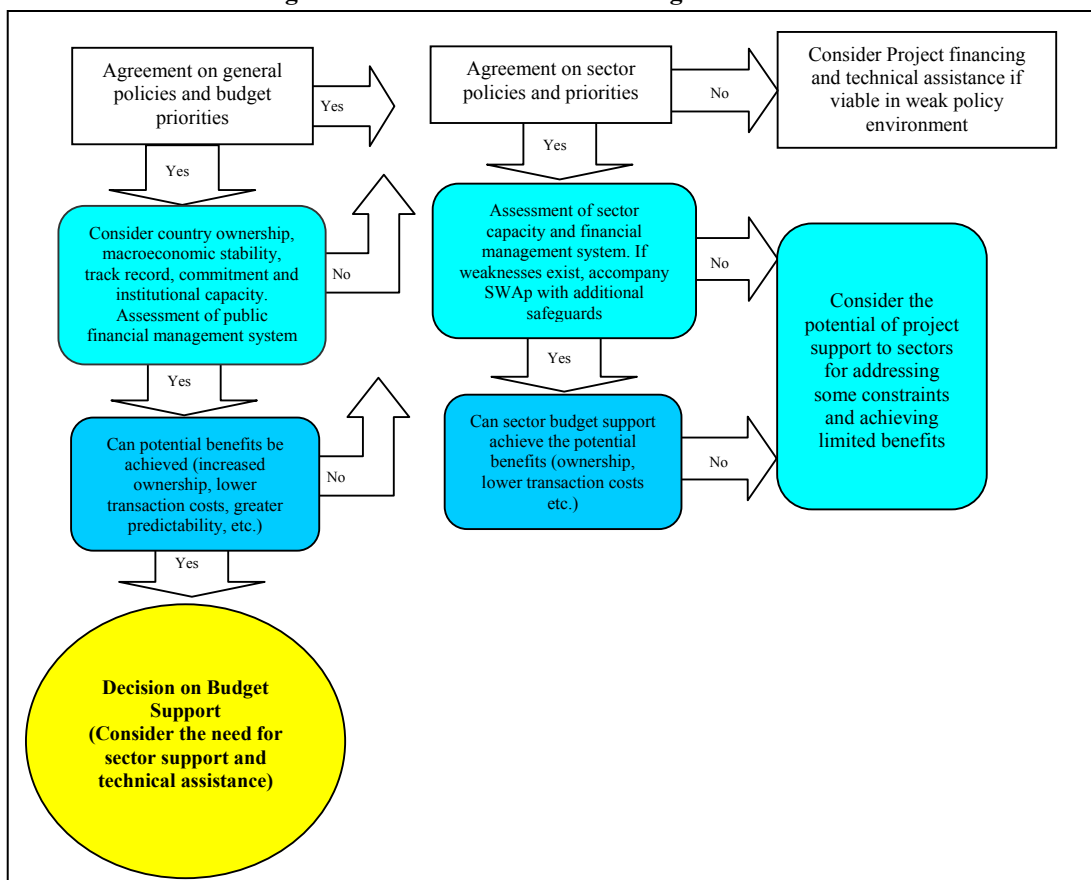 Agreement on general
policies and budget
priorities
Yes
Agreement on sector
policies and priorities
No
Consider Project financing
and technical assistance if
viable in weak policy
environment
Yes
Yes
Consider country ownership,
macroeconomic stability,
track record, commitment and
institutional capacity.
Assessment of public
financial management system
No
Assessment of sector
capacity and financial
management system. If
weaknesses exist, accompany
SWAp with additional
safeguards
No
Consider the
potential of project
support to sectors
for addressing
some constraints
and achieving
limited benefits
Yes
Yes
Can potential benefits be
achieved (increased
ownership, lower
transaction costs, greater
predictability, etc.)
No
Can sector budget support
achieve the potential
benefits (ownership,
lower transaction costs
etc.)
No
Yes
Decision on Budget
Support
(Consider the need for
sector support and
technical assistance)